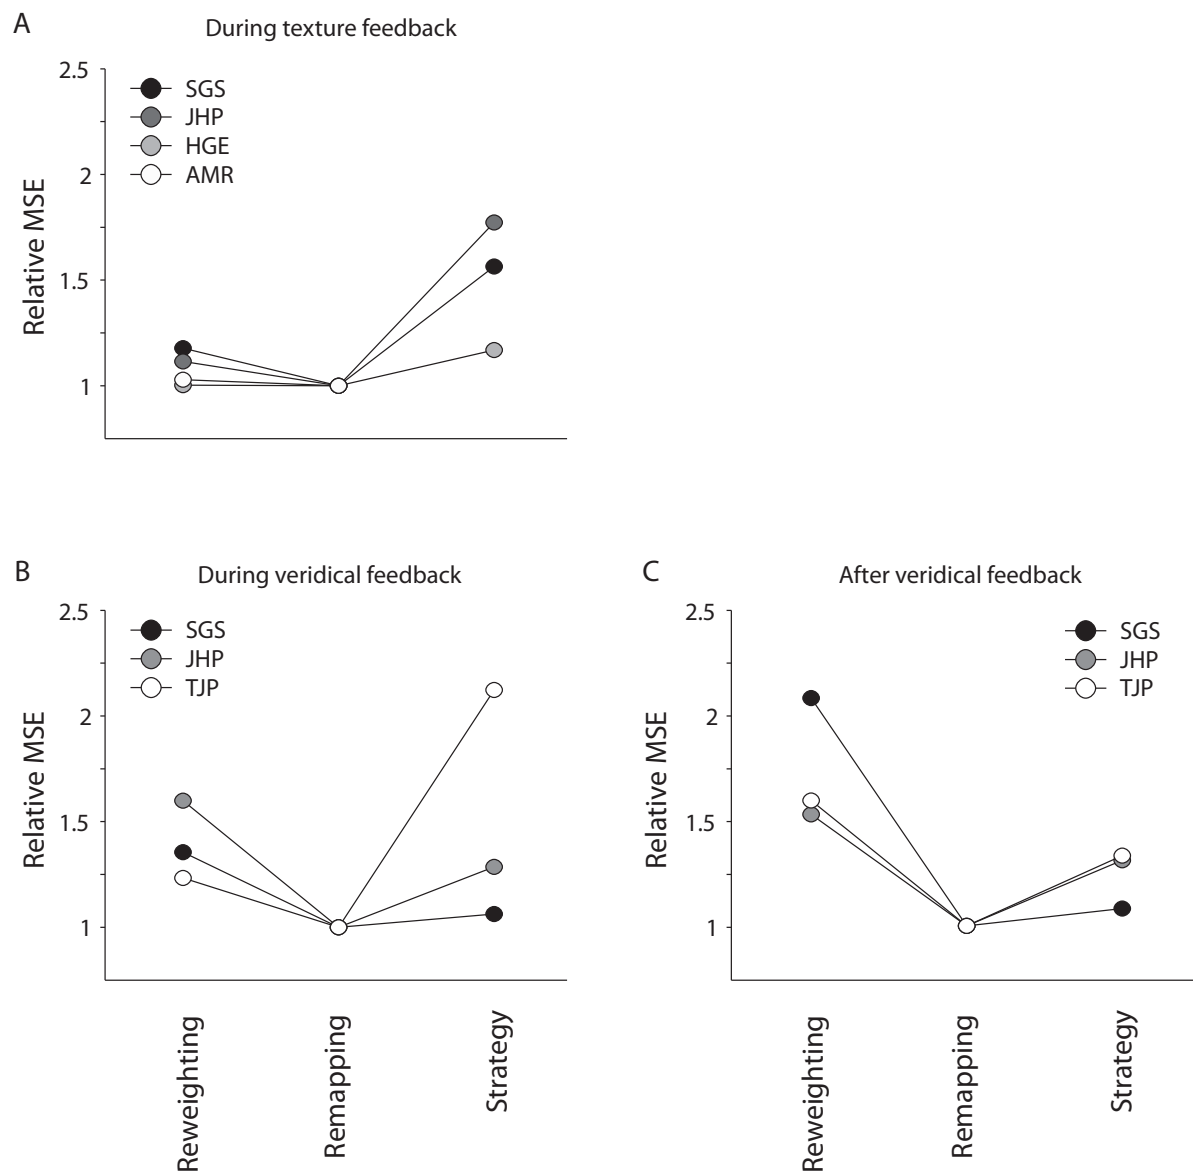 A
During texture feedback
2.5
2
1.5
1
Relative MSE
SGS
JHP
HGE
AMR
B
During veridical feedback
2.5
2
1.5
1
Relative MSE
SGS
JHP
TJP
Reweighting
Remapping
Strategy
C
After veridical feedback
2.5
2
1.5
1
Relative MSE
SGS
JHP
TJP
Reweighting
Remapping
Strategy